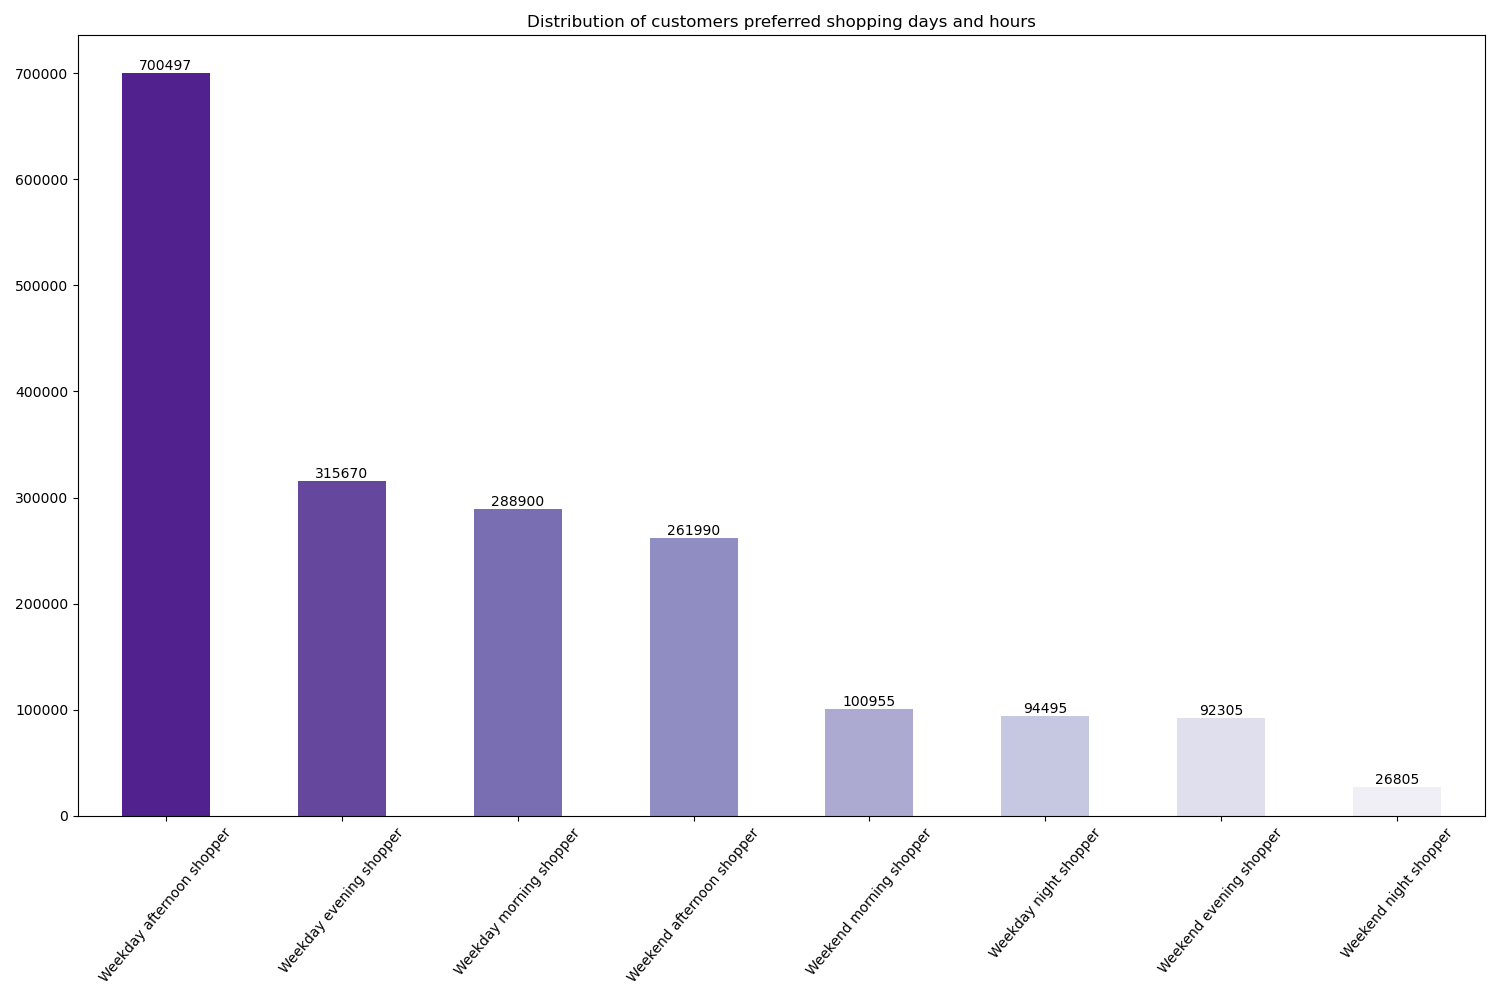 Distribution of customers preferred shopping days and hours
700000
600000
500000
400000
300000
200000
100000
0
700497
315670
288900
261990
100955
94495
92305
26805
Weekday afternoon shopper
Weekday evening shopper
Weekday morning shopper
Weekend afternoon shopper
Weekend morning shopper
Weekday night shopper
Weekend evening shopper
Weekend night shopper